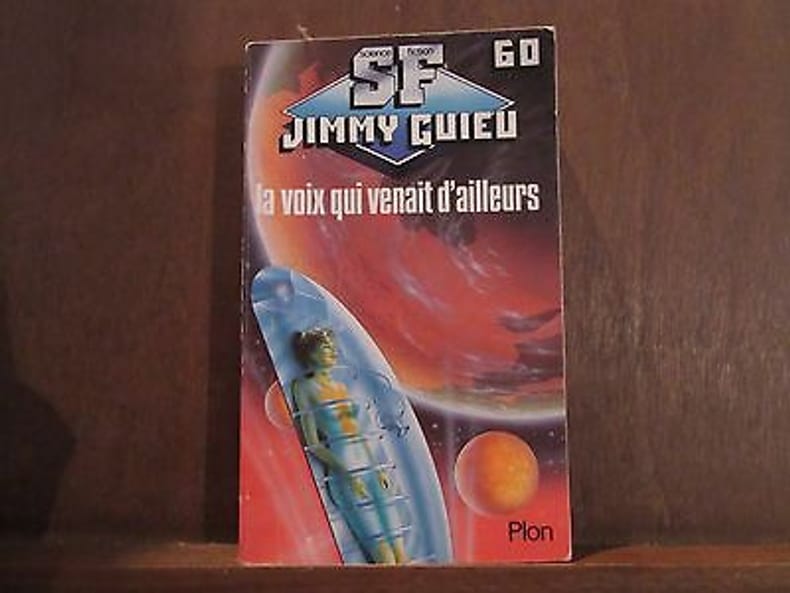 science fiction
SF
60
JIMMY GUIEU
la voix qui venait d'ailleurs
Plon